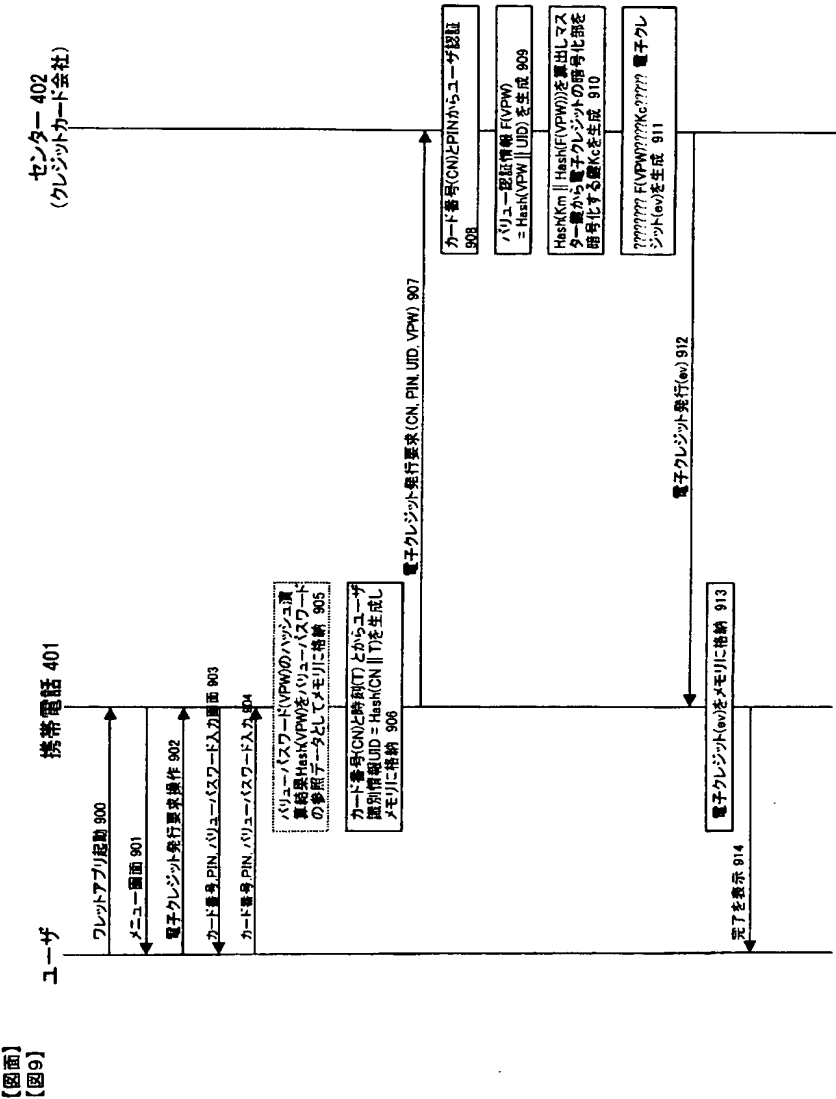 【図面】
【図9】
ユーザ
携帯電話 401
センター 402
(クレジットカード会社)
ワレットアプリ起動 900
メニュー画面 901
電子クレジット発行要求操作 902
カード番号,PIN, バリューパスワード入力画面 903
カード番号,PIN, バリューパスワード入力 904
バリューパスワード(VPW)のハッシュ演
算結果Hash(VPW)をバリューパスワード
の参照データとしてメモリに格納 905
カード番号(CN)と時刻(T) とからユーザ
識別情報UID = Hash(CN || T)を生成し
メモリに格納 906
電子クレジット発行要求(CN, PIN, UID, VPW) 907
カード番号(CN)とPINからユーザ認証
908
バリュー認証情報 F(VPW)
= Hash(VPW || UID) を生成 909
Hash(Km || Hash(F(VPW)))を算出しマス
ター鍵から電子クレジットの暗号化部を
暗号化する鍵Kcを生成 910
???????? F(VPW)????Kc????? 電子クレ
ジット(ev)を生成 911
電子クレジット発行(ev) 912
電子クレジット(ev)をメモリに格納 913
完了を表示 914